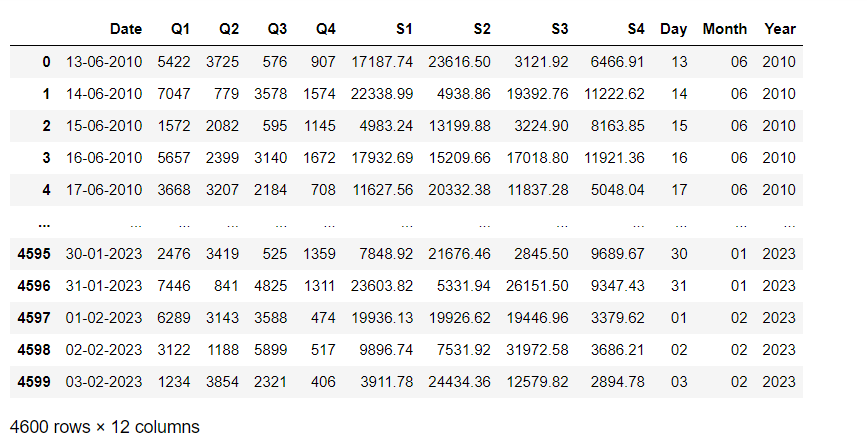 Date Q1 Q2 Q3 Q4 S1 S2 S3 S4 Day Month Year
0 13-06-2010 5422 3725 576 907 17187.74 23616.50 3121.92 6466.91 13 06 2010
1 14-06-2010 7047 779 3578 1574 22338.99 4938.86 19392.76 11222.62 14 06 2010
2 15-06-2010 1572 2082 595 1145 4983.24 13199.88 3224.90 8163.85 15 06 2010
3 16-06-2010 5657 2399 3140 1672 17932.69 15209.66 17018.80 11921.36 16 06 2010
4 17-06-2010 3668 3207 2184 708 11627.56 20332.38 11837.28 5048.04 17 06 2010
... ... ... ... ... ... ... ... ... ... ... ... ...
4595 30-01-2023 2476 3419 525 1359 7848.92 21676.46 2845.50 9689.67 30 01 2023
4596 31-01-2023 7446 841 4825 1311 23603.82 5331.94 26151.50 9347.43 31 01 2023
4597 01-02-2023 6289 3143 3588 474 19936.13 19926.62 19446.96 3379.62 01 02 2023
4598 02-02-2023 3122 1188 5899 517 9896.74 7531.92 31972.58 3686.21 02 02 2023
4599 03-02-2023 1234 3854 2321 406 3911.78 24434.36 12579.82 2894.78 03 02 2023
4600 rows × 12 columns